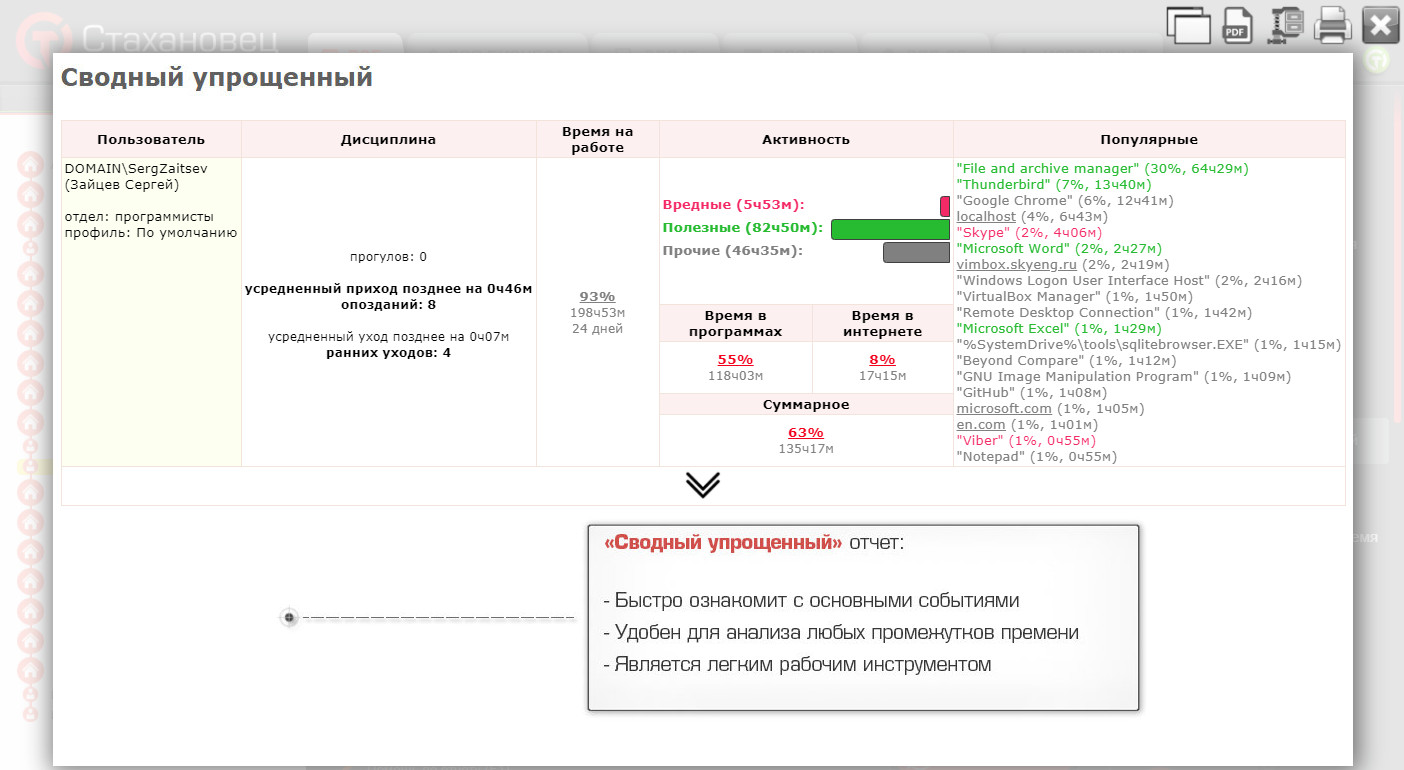 Стахановец
PDF
Сводный упрощенный
Пользователь
Дисциплина
Время на
работе
Активность
Популярные
DOMAIN\SergZaitsev
(Зайцев Сергей)
отдел: программисты
профиль: По умолчанию
прогулов: 0
усредненный приход позднее на 0ч46м
опозданий: 8
усредненный уход позднее на 0ч07м
ранних уходов: 4
93%
198ч53м
24 дней
Вредные (5ч53м):
Полезные (82ч50м):
Прочие (46ч35м):
Время в
программах
Время в
интернете
55%
118ч03м
8%
17ч15м
Суммарное
63%
135ч17м
"File and archive manager" (30%, 64ч29м)
"Thunderbird" (7%, 13ч40м)
"Google Chrome" (6%, 12ч41м)
localhost (4%, 6ч43м)
"Skype" (2%, 4ч06м)
"Microsoft Word" (2%, 2ч27м)
vimbox.skyeng.ru (2%, 2ч19м)
"Windows Logon User Interface Host" (2%, 2ч16м)
"VirtualBox Manager" (1%, 1ч50м)
"Remote Desktop Connection" (1%, 1ч42м)
"Microsoft Excel" (1%, 1ч29м)
"%SystemDrive%\tools\sqlitebrowser.EXE" (1%, 1ч15м)
"Beyond Compare" (1%, 1ч12м)
"GNU Image Manipulation Program" (1%, 1ч09м)
"GitHub" (1%, 1ч08м)
microsoft.com (1%, 1ч05м)
en.com (1%, 1ч01м)
"Viber" (1%, 0ч55м)
"Notepad" (1%, 0ч55м)
«Сводный упрощенный» отчет:
- Быстро ознакомит с основными событиями
- Удобен для анализа любых промежутков премени
- Является легким рабочим инструментом